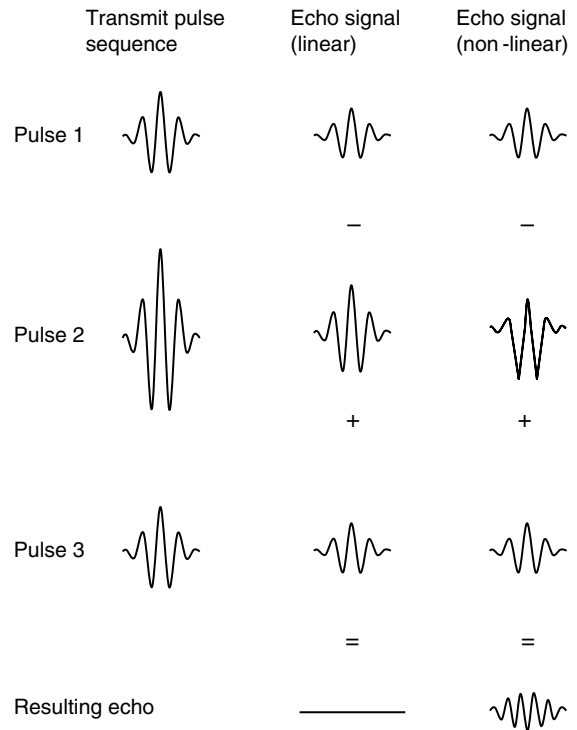 Transmit pulse sequence
Echo signal (linear)
Echo signal (non-linear)
Pulse 1
– –
Pulse 2
+ +
Pulse 3
= =
Resulting echo